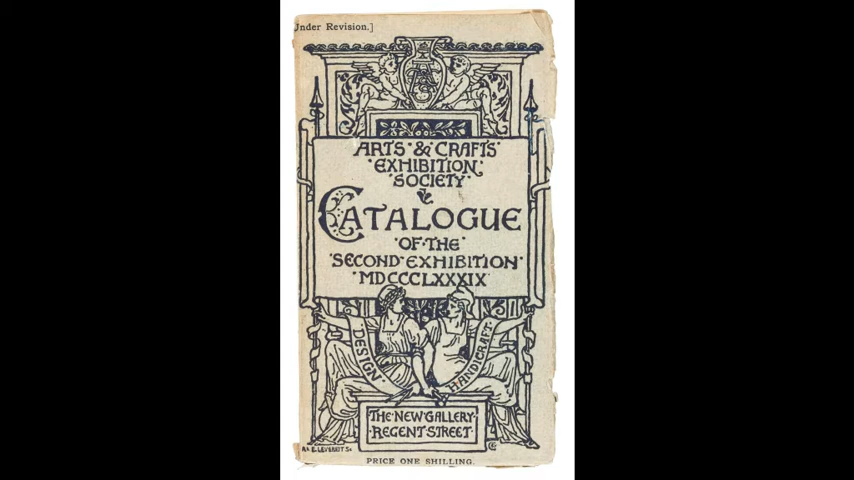 Under Revision.]
ARTS & CRAFTS
EXHIBITION
SOCIETY
CATALOGUE
OF THE
SECOND EXHIBITION
MDCCCLXXXIX
DESIGN
HANDICRAFT
THE NEW GALLERY
REGENT STREET
PRICE ONE SHILLING.